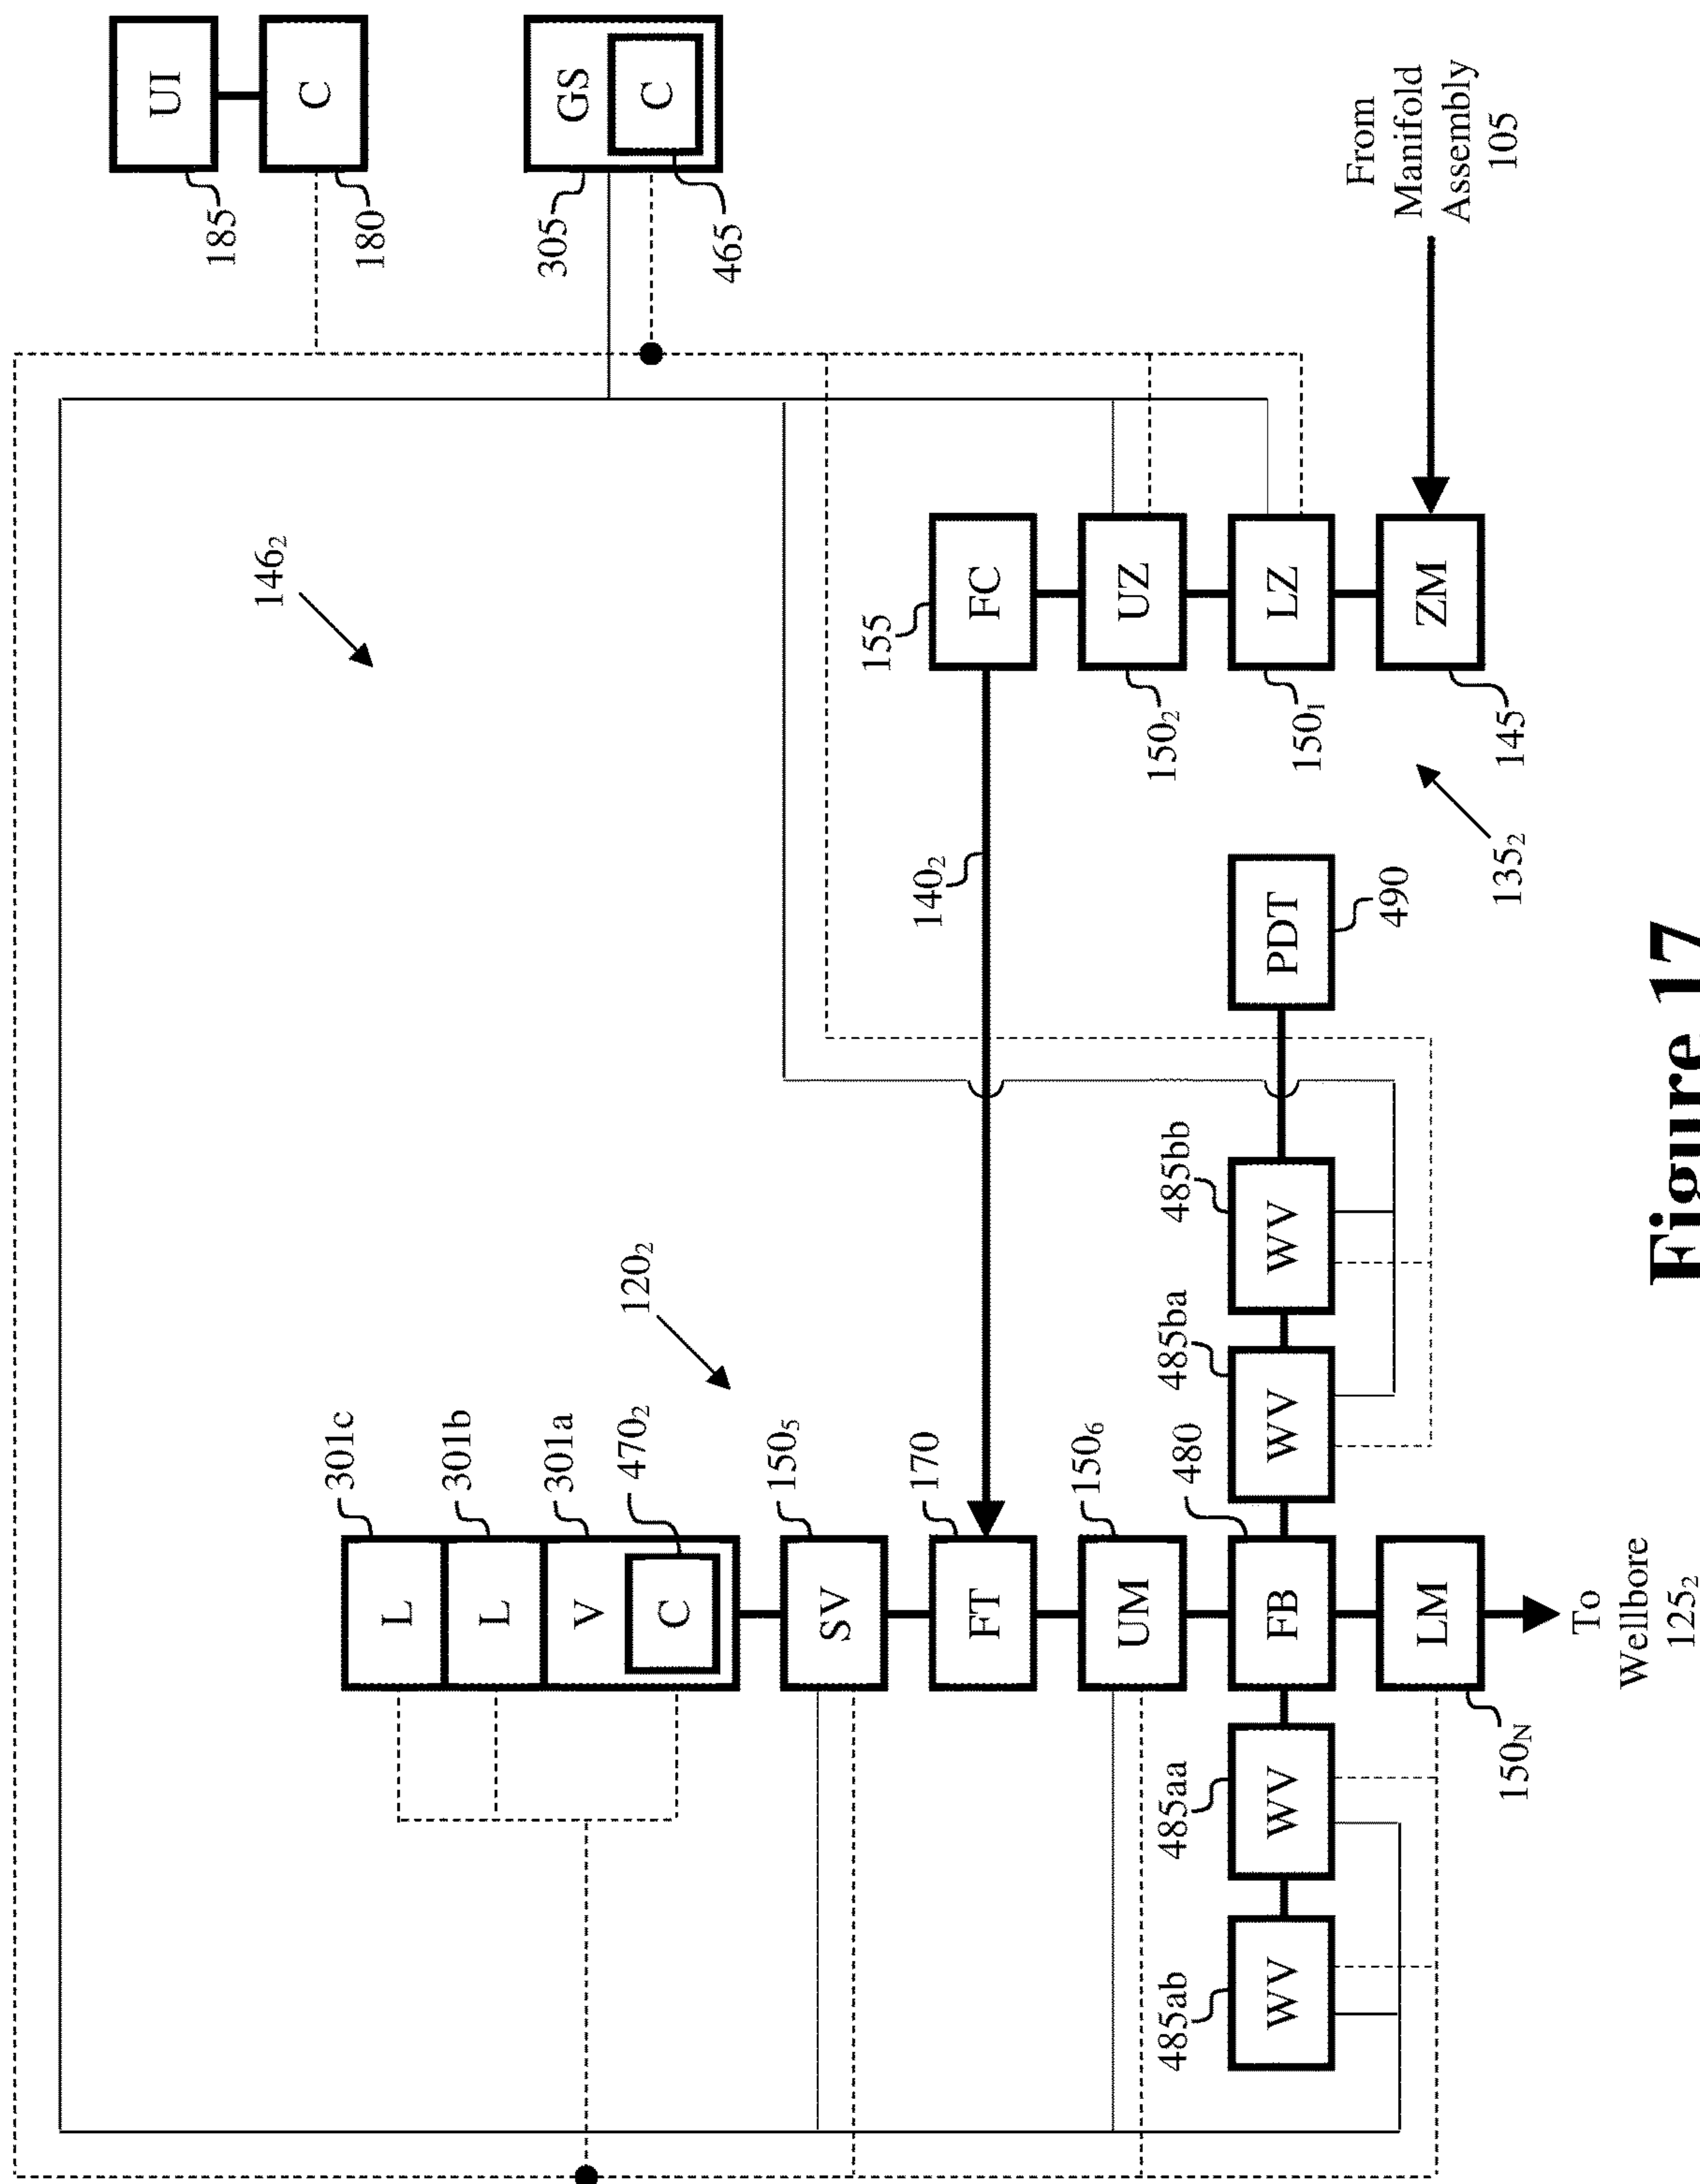 UI
185
C
180
GS
305
C
465
146₂
From
Manifold
Assembly
105
155
FC
150₂
UZ
150₁
LZ
145
ZM
135₂
140₂
PDT
490
120₂
301c
L
301b
L
301a
V
470₂
C
150₅
SV
170
FT
150₆
UM
480
FB
485ba
WV
485bb
WV
485aa
WV
485ab
WV
LM
150N
To
Wellbore
125₂
Figure 17